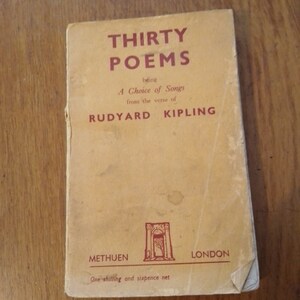 THIRTY
POEMS
being
A Choice of Songs
from the verse of
RUDYARD KIPLING
METHUEN LONDON
One shilling and sixpence net